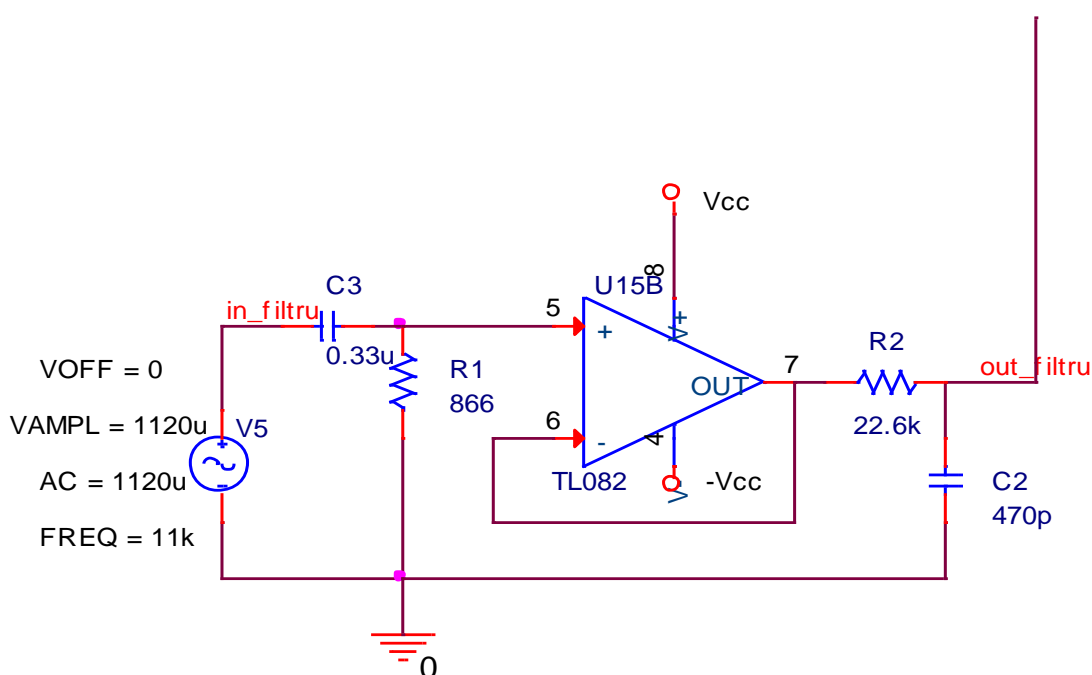 Vcc
8
U15B
V+
C3
in_filtru
0.33u
5
+
R1
866
VOFF = 0
VAMPL = 1120u
V5
+
-
AC = 1120u
FREQ = 11k
6
-
TL082
OUT
7
4
V-
-Vcc
R2
22.6k
out_filtru
C2
470p
0